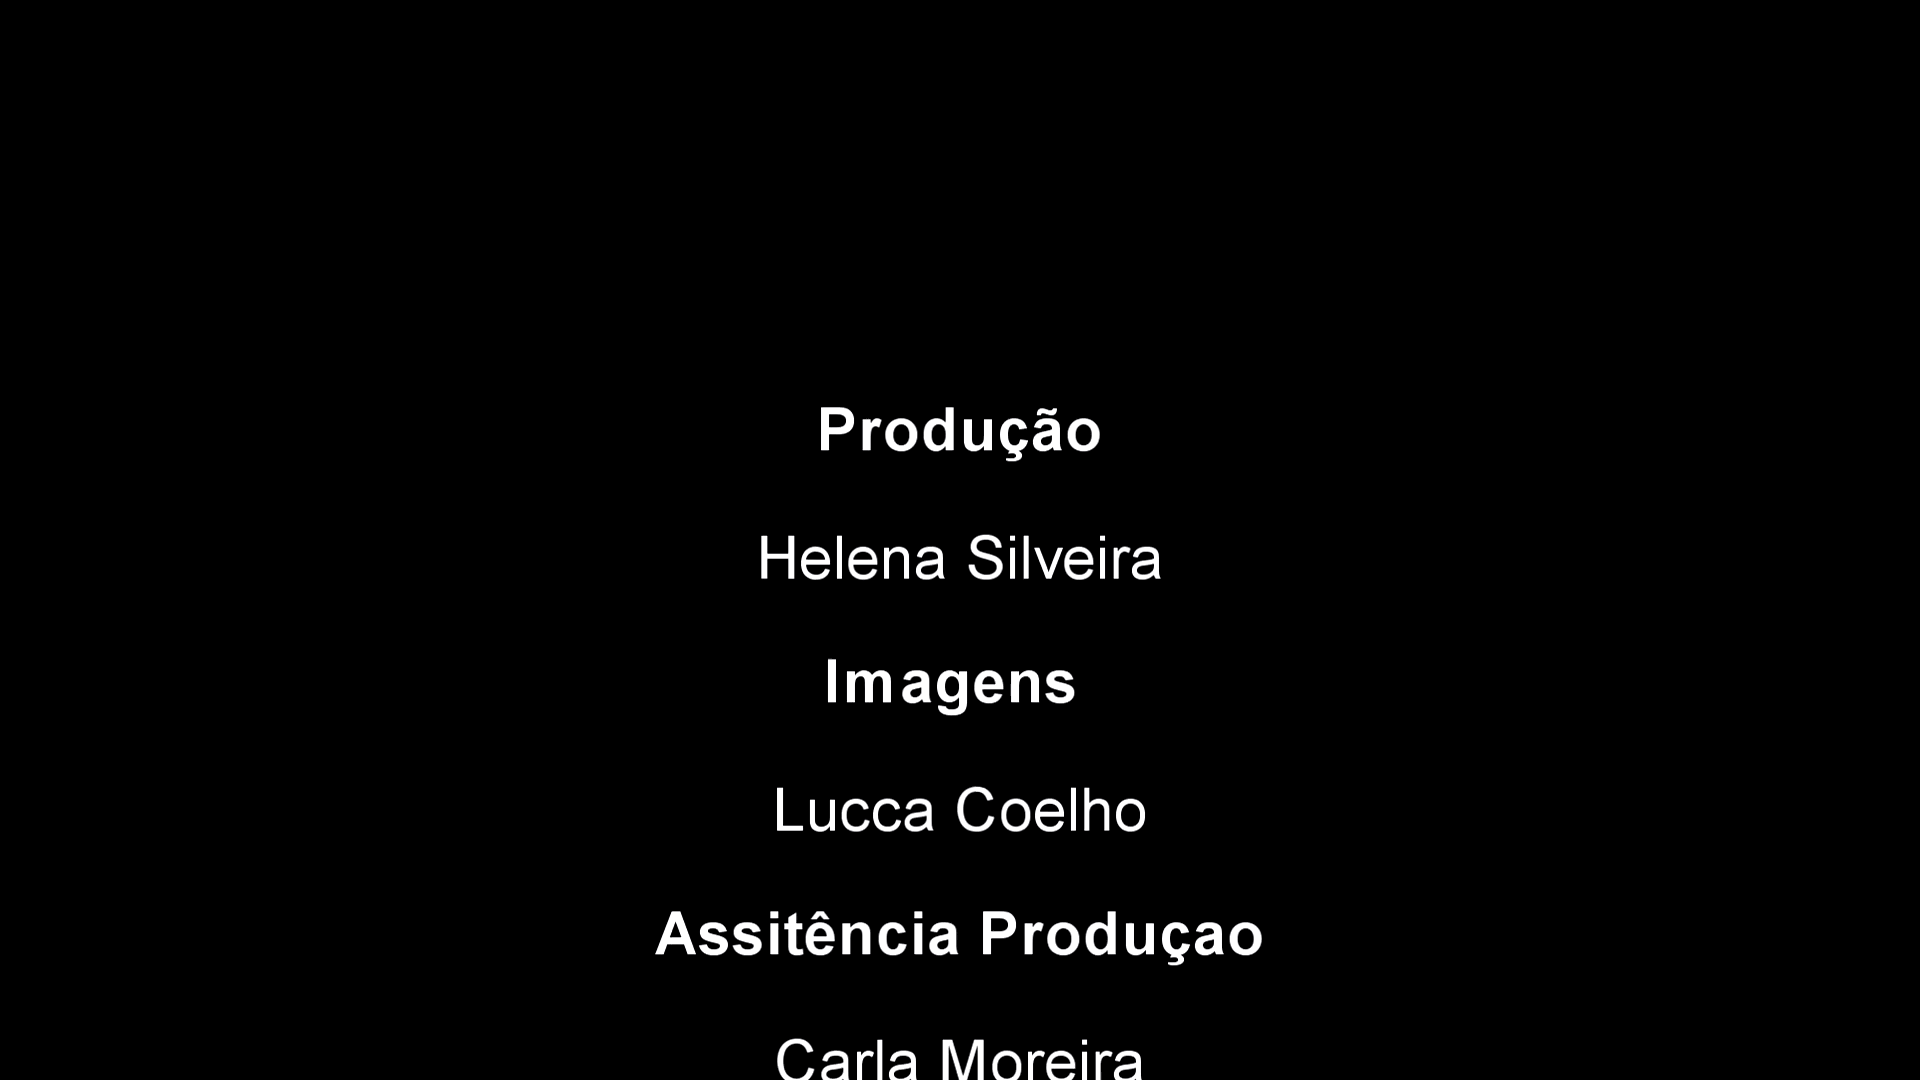 Produção
Helena Silveira
Imagens
Lucca Coelho
Assitência Produçao
Carla Moreira